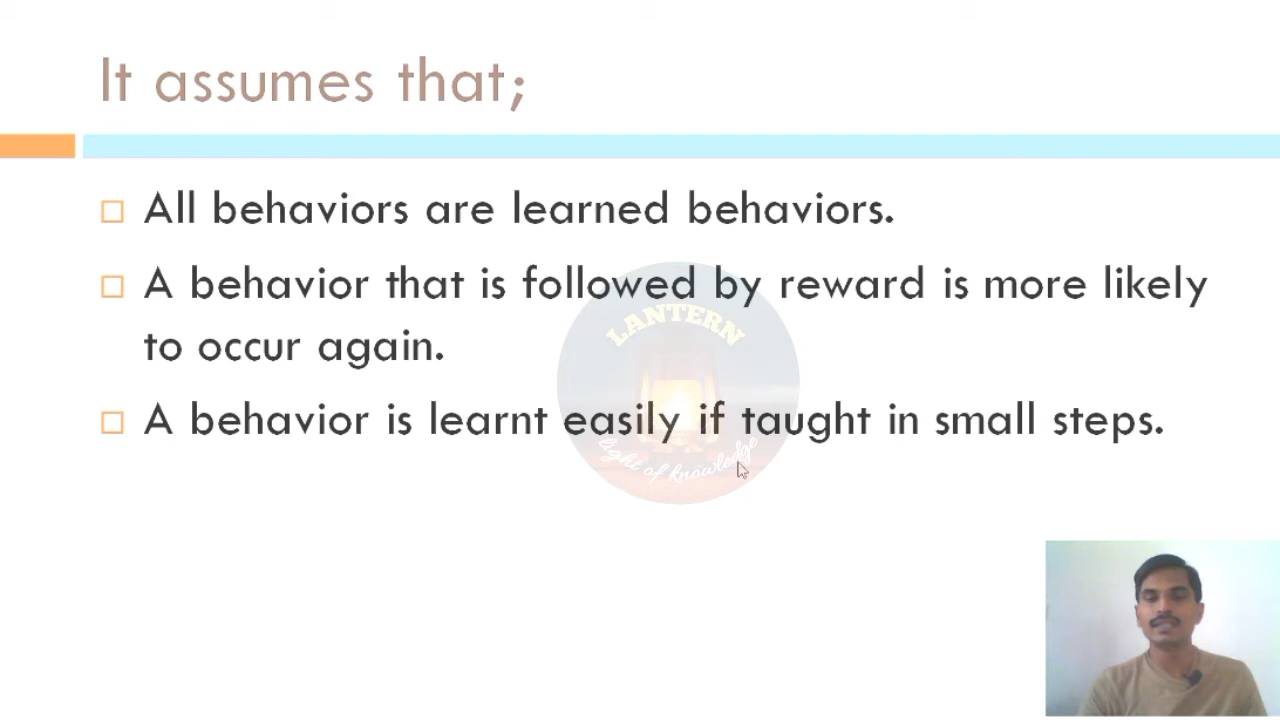 It assumes that;
All behaviors are learned behaviors.
A behavior that is followed by reward is more likely
to occur again.
LANTERN
A behavior is learnt easily if taught in small steps.
light of knowledge